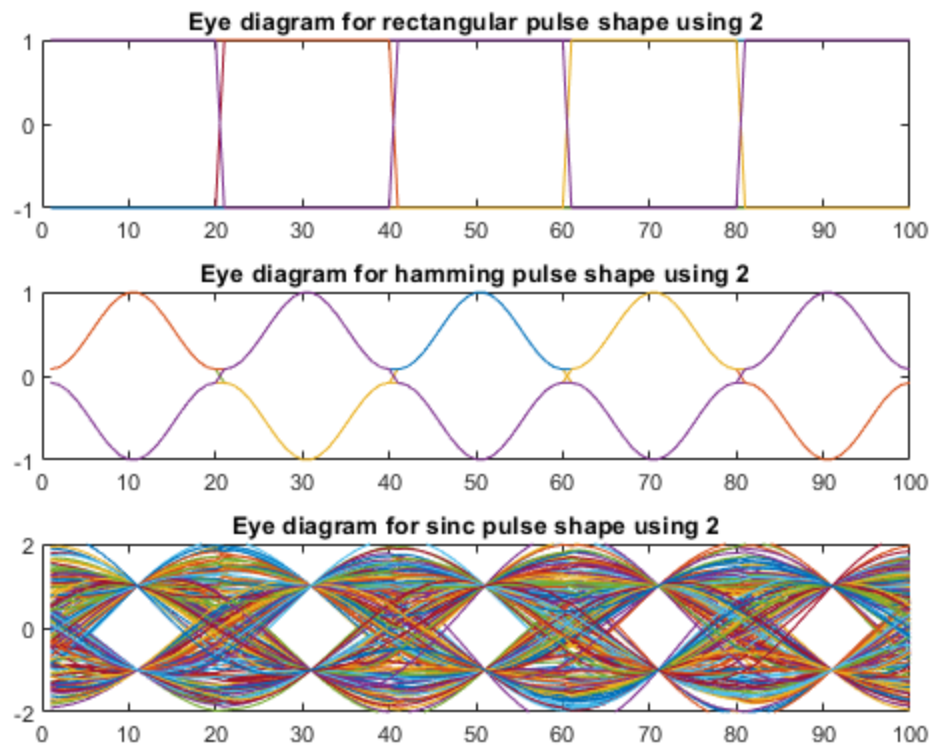 Eye diagram for rectangular pulse shape using 2
1
0
-1
0 10 20 30 40 50 60 70 80 90 100
Eye diagram for hamming pulse shape using 2
1
0
-1
0 10 20 30 40 50 60 70 80 90 100
Eye diagram for sinc pulse shape using 2
2
0
-2
0 10 20 30 40 50 60 70 80 90 100